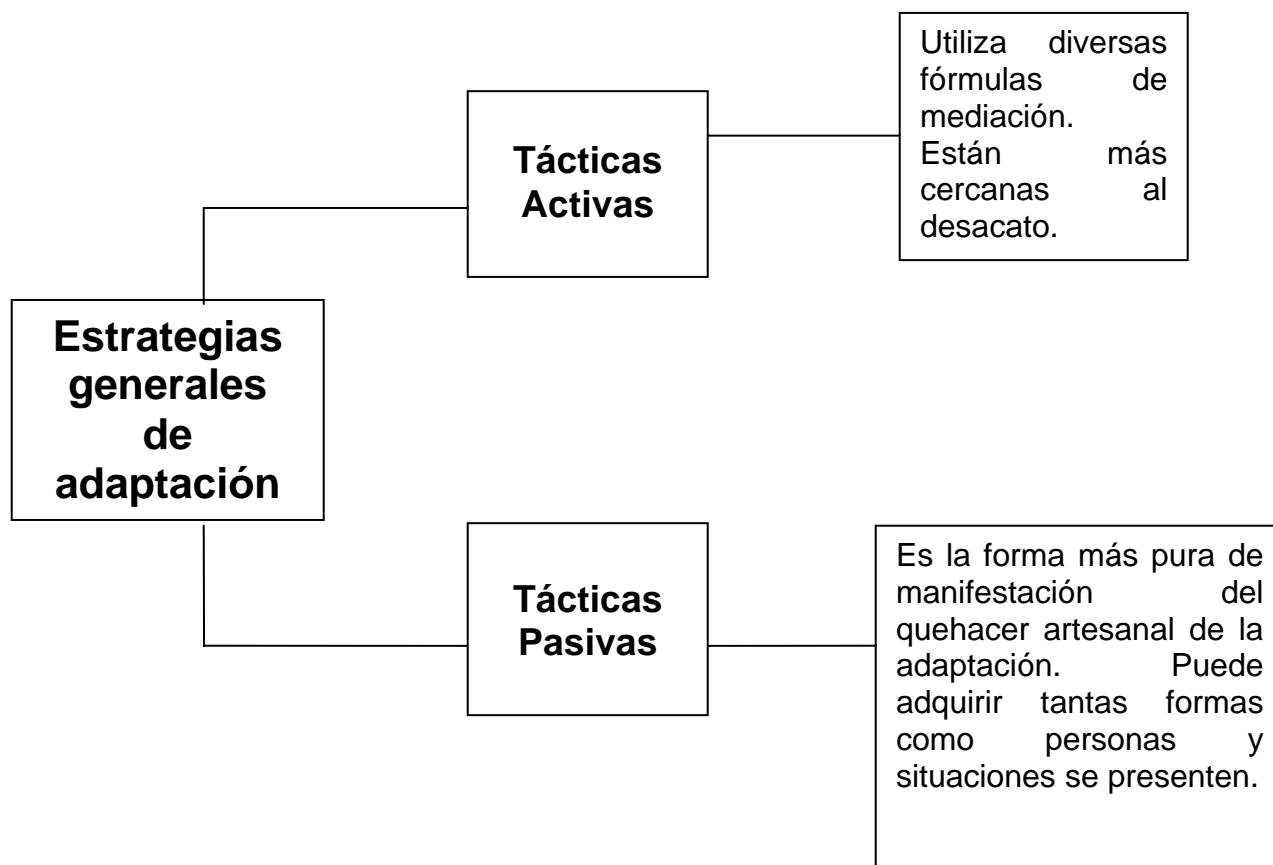 Utiliza diversas
fórmulas de
mediación.
Están más
cercanas al
desacato.
Tácticas
Activas
Estrategias
generales
de
adaptación
Tácticas
Pasivas
Es la forma más pura de
manifestación del
quehacer artesanal de la
adaptación. Puede
adquirir tantas formas
como personas y
situaciones se presenten.